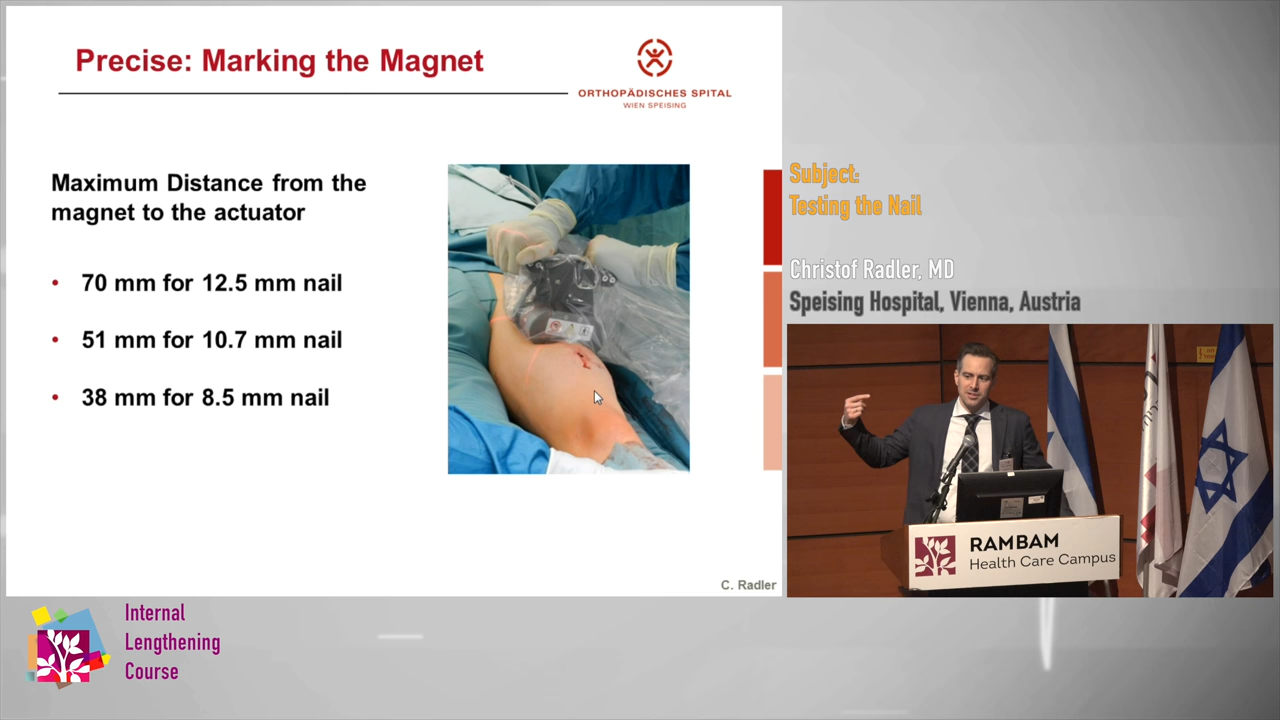 Precise: Marking the Magnet
ORTHOPÄDISCHES SPITAL
WIEN SPEISING
Maximum Distance from the
magnet to the actuator
• 70 mm for 12.5 mm nail
• 51 mm for 10.7 mm nail
• 38 mm for 8.5 mm nail
C. Radler
Subject:
Testing the Nail
Christof Radler, MD
Speising Hospital, Vienna, Austria
RAMBAM
Health Care Campus
Internal
Lengthening
Course